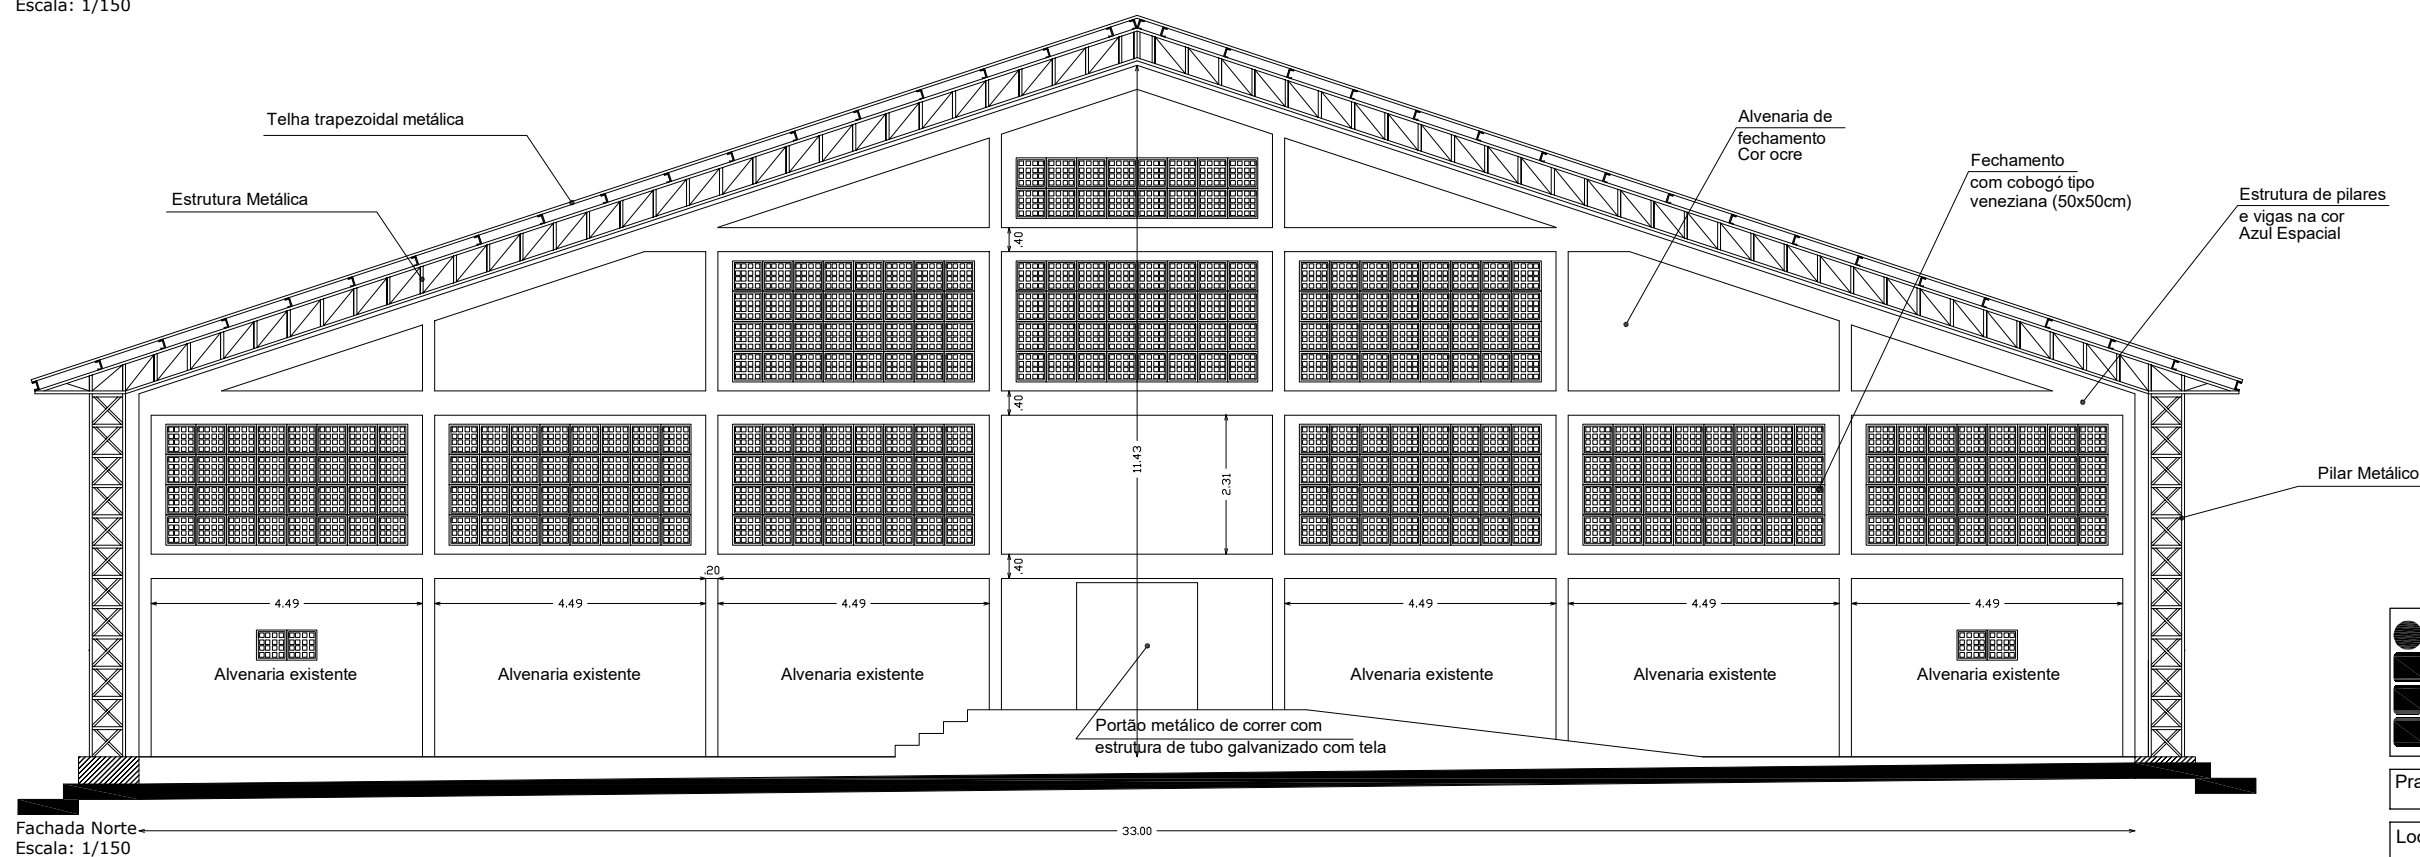 Escala: 1/150
Telha trapezoidal metálica
Estrutura Metálica
Alvenaria de
fechamento
Cor ocre
Fechamento
com cobogó tipo
veneziana (50x50cm)
Estrutura de pilares
e vigas na cor
Azul Espacial
.40
.40
11.43
2.31
Pilar Metálico
.40
.20
4.49
4.49
4.49
4.49
4.49
4.49
Alvenaria existente
Alvenaria existente
Alvenaria existente
Alvenaria existente
Alvenaria existente
Alvenaria existente
Portão metálico de correr com
estrutura de tubo galvanizado com tela
Pra
Fachada Norte
33.00
Escala: 1/150